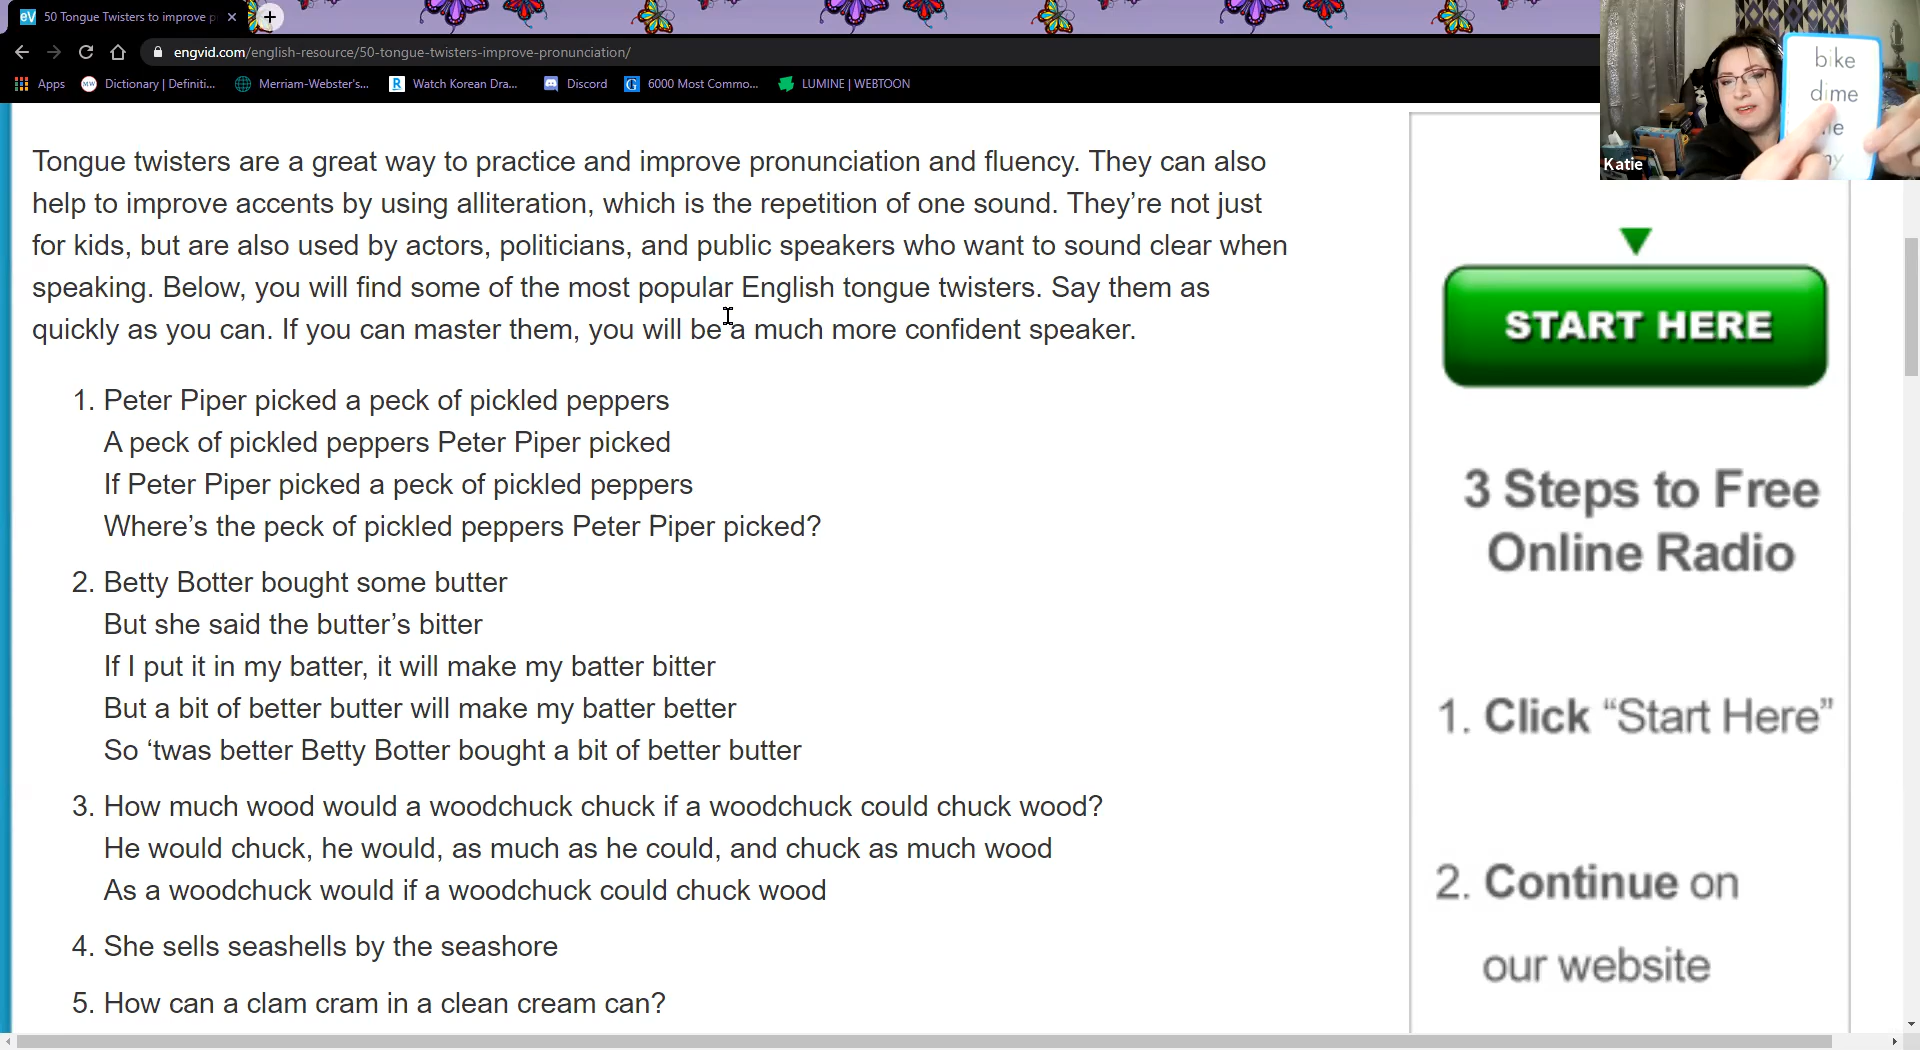 50 Tongue Twisters to improve p
engvid.com/english-resource/50-tongue-twisters-improve-pronunciation/
Apps
Dictionary | Definiti...
Merriam-Webster's...
Watch Korean Dra...
Discord
6000 Most Commo...
LUMINE | WEBTOON
bike
dime
Katie
Tongue twisters are a great way to practice and improve pronunciation and fluency. They can also
help to improve accents by using alliteration, which is the repetition of one sound. They’re not just
for kids, but are also used by actors, politicians, and public speakers who want to sound clear when
speaking. Below, you will find some of the most popular English tongue twisters. Say them as
quickly as you can. If you can master them, you will be a much more confident speaker.
1. Peter Piper picked a peck of pickled peppers
A peck of pickled peppers Peter Piper picked
If Peter Piper picked a peck of pickled peppers
Where’s the peck of pickled peppers Peter Piper picked?
2. Betty Botter bought some butter
But she said the butter’s bitter
If I put it in my batter, it will make my batter bitter
But a bit of better butter will make my batter better
So ‘twas better Betty Botter bought a bit of better butter
3. How much wood would a woodchuck chuck if a woodchuck could chuck wood?
He would chuck, he would, as much as he could, and chuck as much wood
As a woodchuck would if a woodchuck could chuck wood
4. She sells seashells by the seashore
5. How can a clam cram in a clean cream can?
START HERE
3 Steps to Free
Online Radio
1. Click “Start Here”
2. Continue on
our website